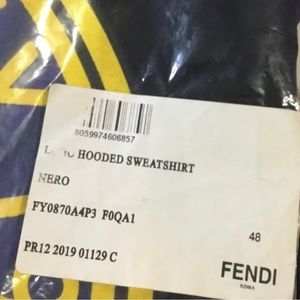 8059974606857
HOODED SWEATSHIRT
NERO
FY0870A4P3 F0QA1
48
PR12 2019 01129 C
FENDI
ROMA